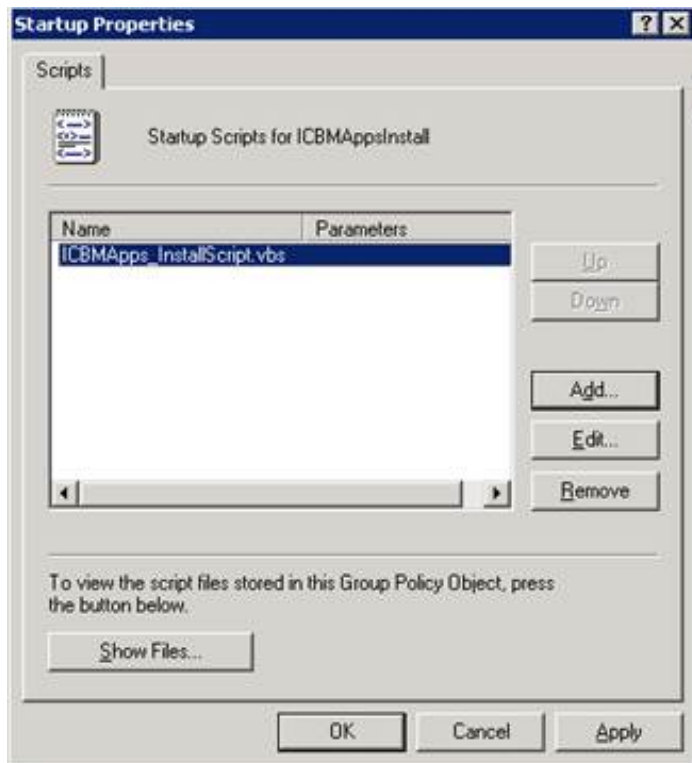 Startup Properties
Scripts
Startup Scripts for ICBMAppsInstall
Name Parameters
ICBMApps_InstallScript.vbs
Up
Down
Add...
Edit...
Remove
To view the script files stored in this Group Policy Object, press
the button below.
Show Files...
OK Cancel Apply